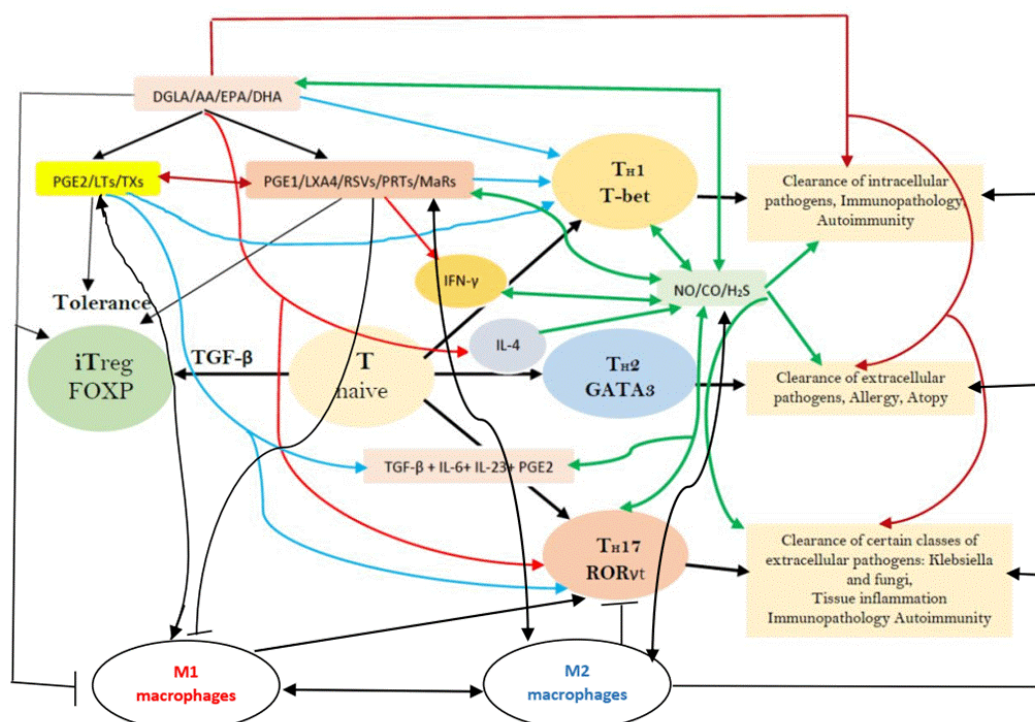 DGLA/AA/EPA/DHA
PGE2/LTs/TXs
PGE1/LXA4/RSVs/PRTs/MaRs
TH1
T-bet
Clearance of intracellular
pathogens, Immunopathology,
Autoimmunity
IFN-γ
NO/CO/H₂S
Tolerance
iTreg
FOXP
TGF-β
T
naive
IL-4
TH2
GATA3
Clearance of extracellular
pathogens, Allergy, Atopy
TGF-β + IL-6+ IL-23+ PGE2
TH17
RORγt
Clearance of certain classes of
extracellular pathogens: Klebsiella
and fungi,
Tissue inflammation
Immunopathology Autoimmunity
M1
macrophages
M2
macrophages